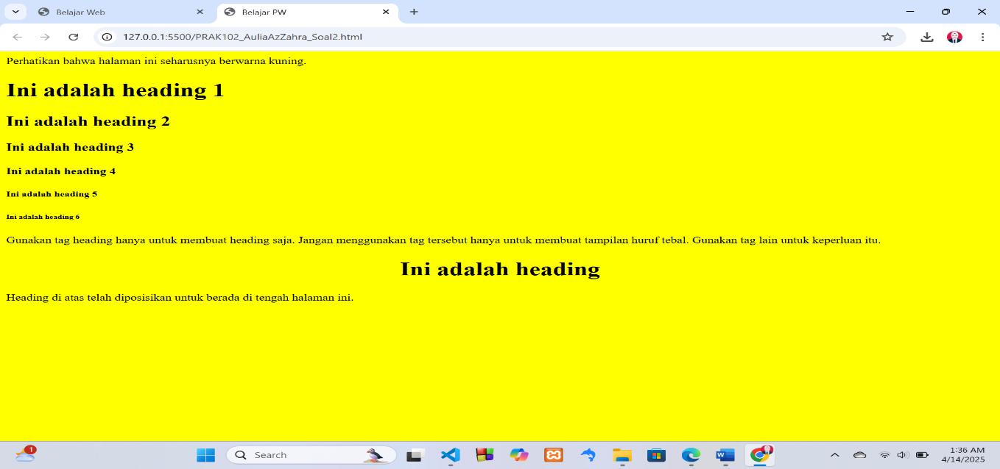 Belajar Web
Belajar PW
127.0.0.1:5500/PRAK102_AuliaAzZahra_Soal2.html
Perhatikan bahwa halaman ini seharusnya berwarna kuning.
Ini adalah heading 1
Ini adalah heading 2
Ini adalah heading 3
Ini adalah heading 4
Ini adalah heading 5
Ini adalah heading 6
Gunakan tag heading hanya untuk membuat heading saja. Jangan menggunakan tag tersebut hanya untuk membuat tampilan huruf tebal. Gunakan tag lain untuk keperluan itu.
Ini adalah heading
Heading di atas telah diposisikan untuk berada di tengah halaman ini.
1
Search
W
1:36 AM
4/14/2025